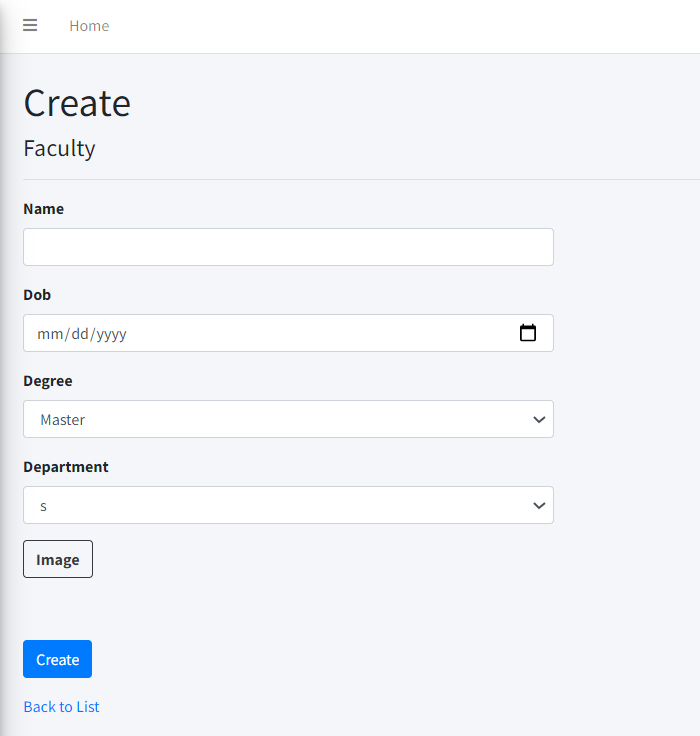 Home
Create
Faculty
Name
Dob
mm/dd/yyyy
Degree
Master
Department
s
Image
Create
Back to List